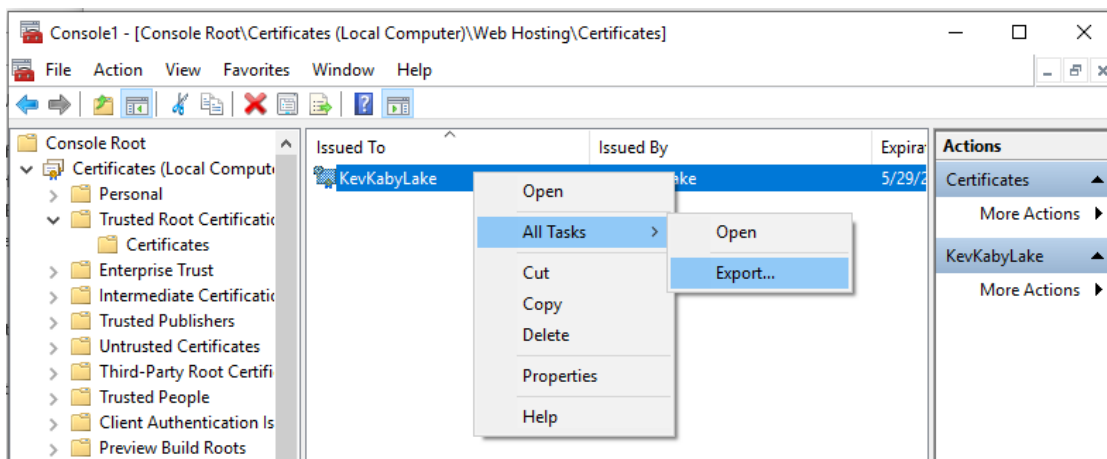 Console1 - [Console Root\Certificates (Local Computer)\Web Hosting\Certificates]
File Action View Favorites Window Help
Console Root
Certificates (Local Compute
Personal
Trusted Root Certificatic
Certificates
Enterprise Trust
Intermediate Certificatic
Trusted Publishers
Untrusted Certificates
Third-Party Root Certifi
Trusted People
Client Authentication Is
Preview Build Roots
Issued To Issued By Expira
KevKabyLake ake 5/29/2
Open
All Tasks
Cut
Copy
Delete
Properties
Help
Open
Export...
Actions
Certificates
More Actions
KevKabyLake
More Actions